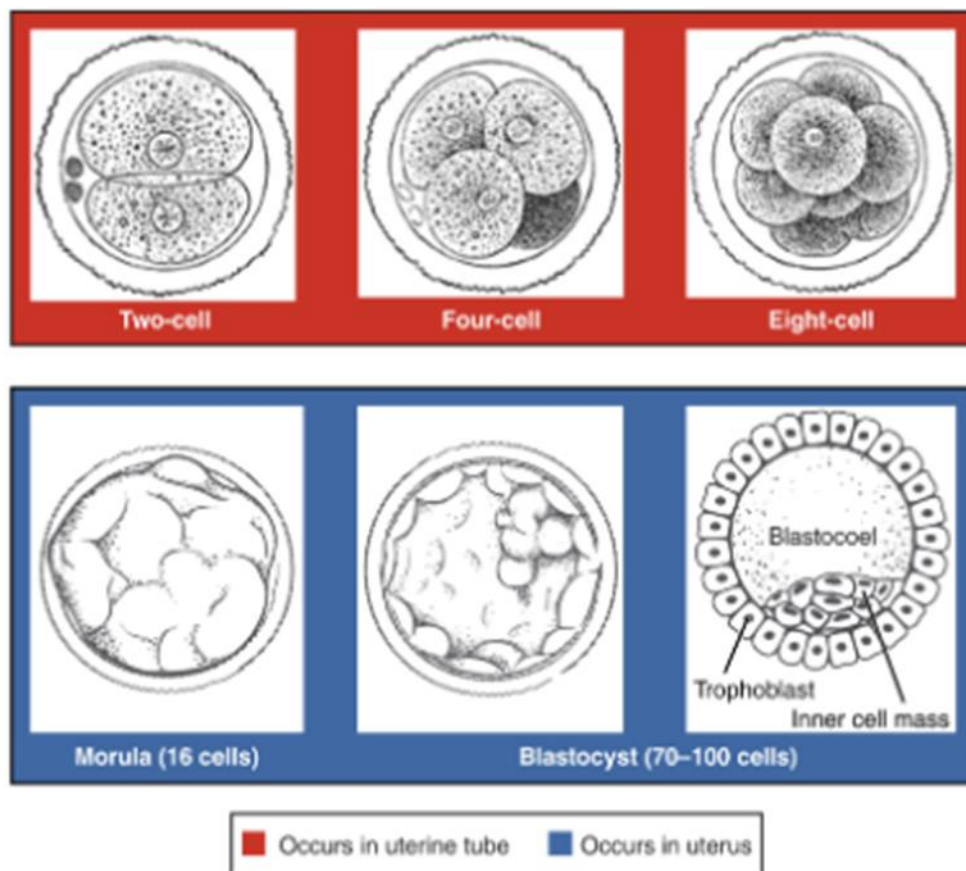 Two-cell
Four-cell
Eight-cell
Blastocoel
Trophoblast
Inner cell mass
Morula (16 cells)
Blastocyst (70–100 cells)
Occurs in uterine tube
Occurs in uterus